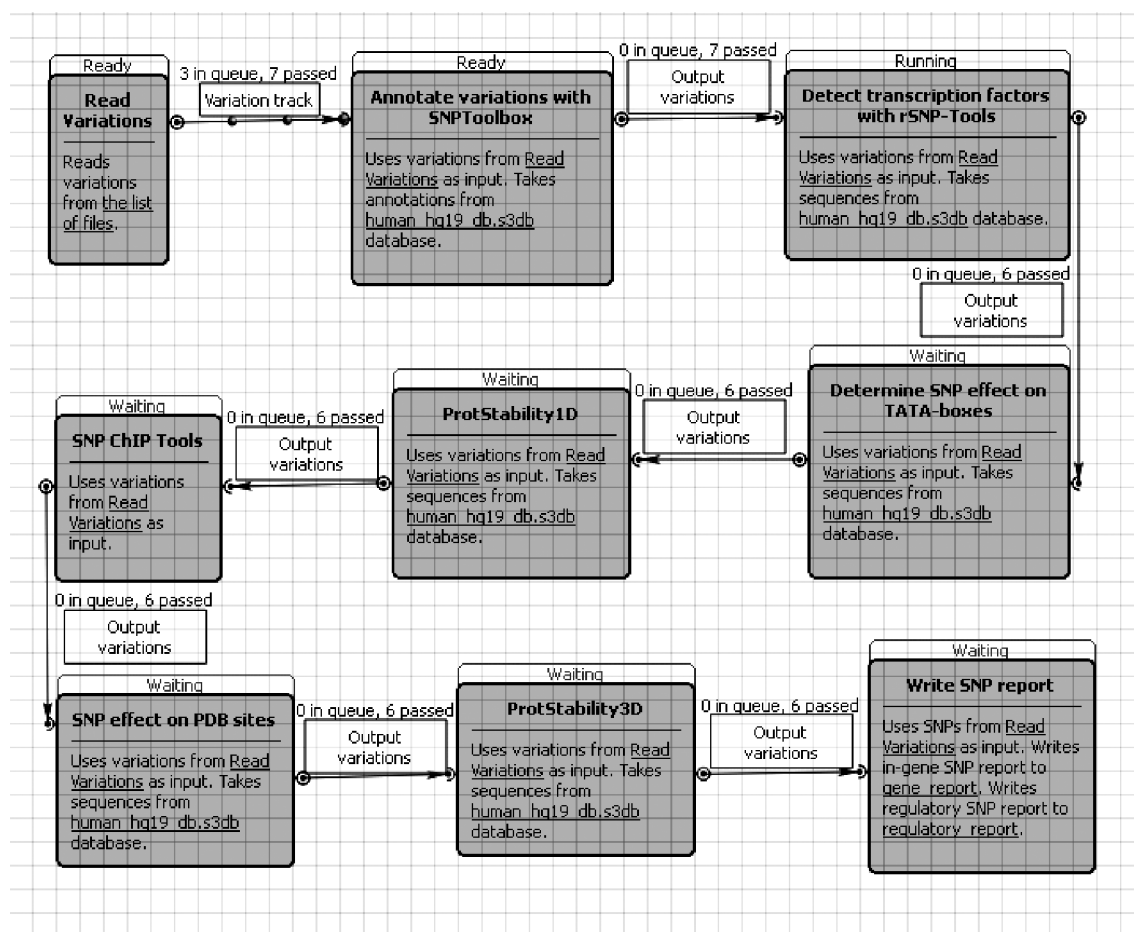 Ready
Read
Variations
Reads
variations
from the list
of files.
3 in queue, 7 passed
Variation track
Ready
Annotate variations with
SNPToolbox
Uses variations from Read
Variations as input. Takes
annotations from
human_hg19_db.s3db
database.
0 in queue, 7 passed
Output
variations
Running
Detect transcription factors
with rSNP-Tools
Uses variations from Read
Variations as input. Takes
sequences from
human_hg19_db.s3db database.
0 in queue, 6 passed
Output
variations
Waiting
Determine SNP effect on
TATA-boxes
Uses variations from Read
Variations as input. Takes
sequences from
human_hg19_db.s3db
database.
0 in queue, 6 passed
Output
variations
Waiting
ProtStability1D
Uses variations from Read
Variations as input. Takes
sequences from
human_hg19_db.s3db
database.
0 in queue, 6 passed
Output
variations
Waiting
SNP ChIP Tools
Uses variations
from Read
Variations as
input.
0 in queue, 6 passed
Output
variations
Waiting
SNP effect on PDB sites
Uses variations from Read
Variations as input. Takes
sequences from
human_hg19_db.s3db
database.
0 in queue, 6 passed
Output
variations
Waiting
ProtStability3D
Uses variations from Read
Variations as input. Takes
sequences from
human_hg19_db.s3db
database.
0 in queue, 6 passed
Output
variations
Waiting
Write SNP report
Uses SNPs from Read
Variations as input. Writes
in-gene SNP report to
gene_report. Writes
regulatory SNP report to
regulatory_report.